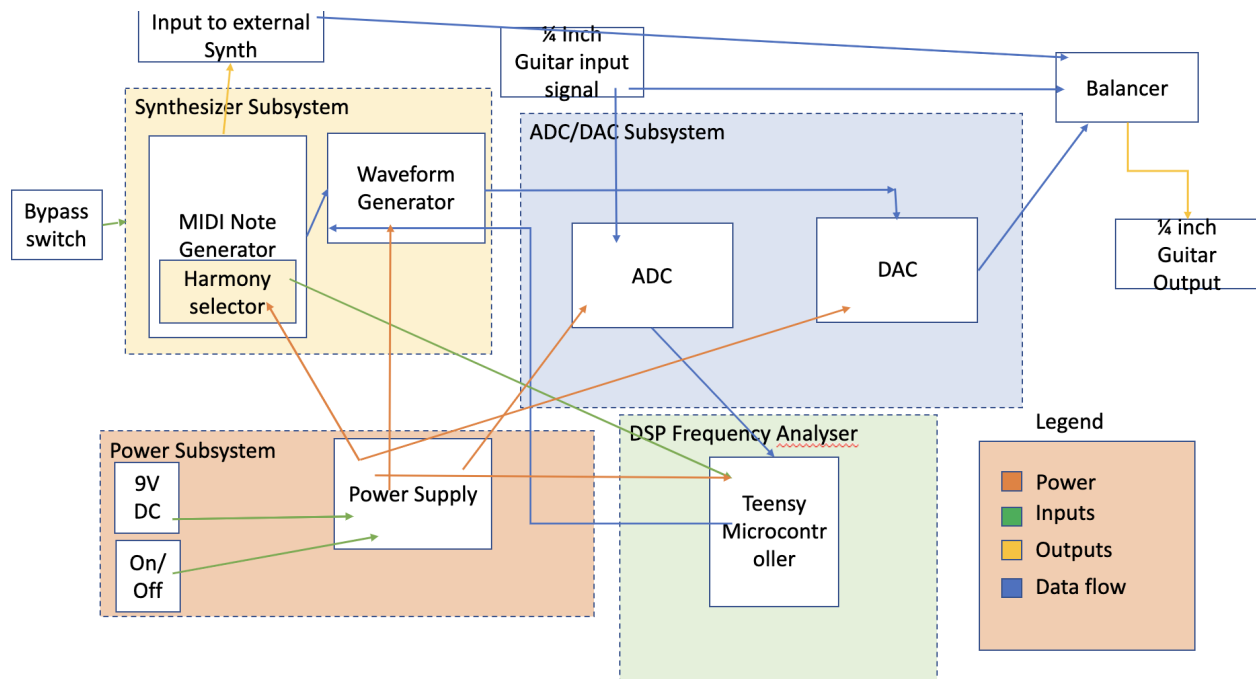 Input to external
Synth
¼ Inch
Guitar input
signal
Balancer
Synthesizer Subsystem
ADC/DAC Subsystem
Waveform
Generator
Bypass
switch
MIDI Note
Generator
Harmony
selector
ADC
DAC
¼ inch
Guitar
Output
Power Subsystem
9V
DC
On/
Off
Power Supply
DSP Frequency Analyser
Teensy
Microcontr
oller
Legend
Power
Inputs
Outputs
Data flow